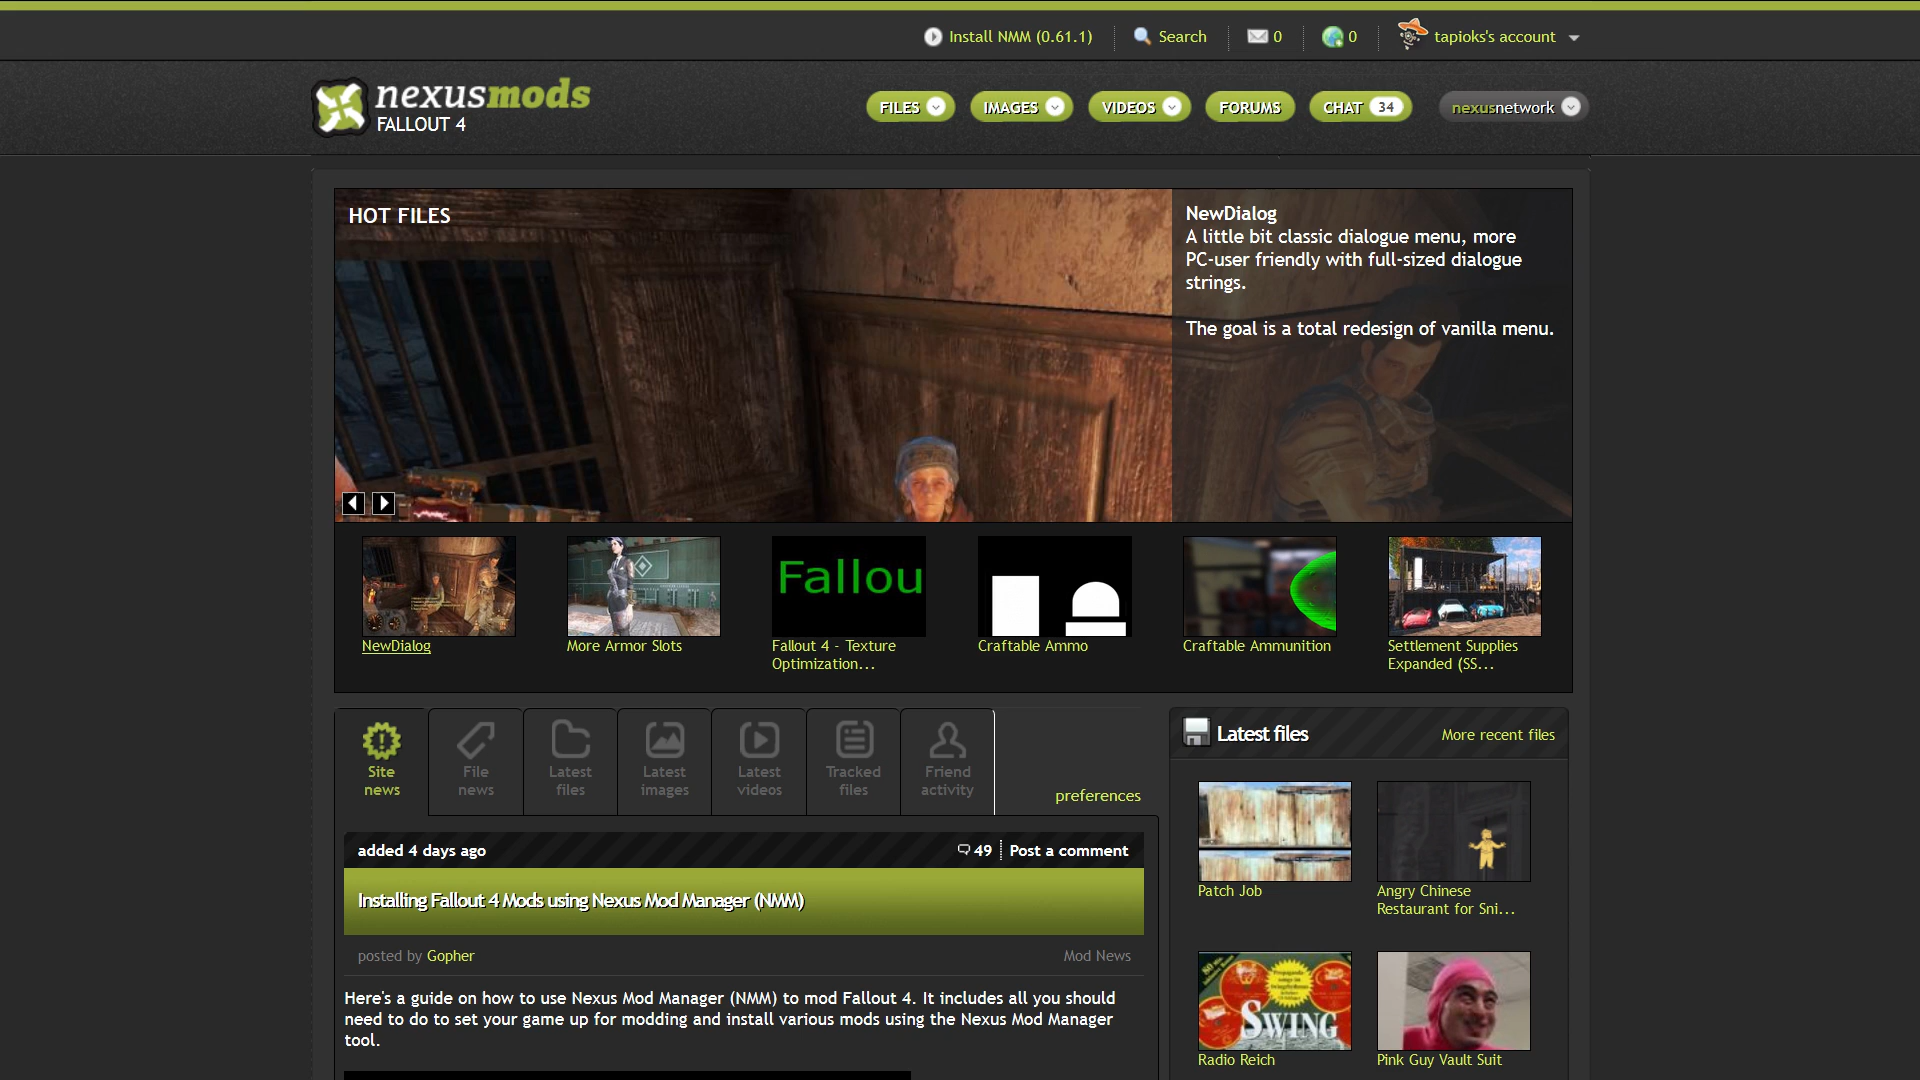 Install NMM (0.61.1)
Search
0
0
tapioks's account
nexusmods
FALLOUT 4
FILES
IMAGES
VIDEOS
FORUMS
CHAT 34
nexusnetwork
HOT FILES
NewDialog
A little bit classic dialogue menu, more
PC-user friendly with full-sized dialogue
strings.
The goal is a total redesign of vanilla menu.
Fallou
NewDialog
More Armor Slots
Fallout 4 - Texture
Optimization...
Craftable Ammo
Craftable Ammunition
Settlement Supplies
Expanded (SS...
Site
news
File
news
Latest
files
Latest
images
Latest
videos
Tracked
files
Friend
activity
preferences
added 4 days ago
49
Post a comment
Installing Fallout 4 Mods using Nexus Mod Manager (NMM)
posted by Gopher
Mod News
Here's a guide on how to use Nexus Mod Manager (NMM) to mod Fallout 4. It includes all you should
need to do to set your game up for modding and install various mods using the Nexus Mod Manager
tool.
Latest files
More recent files
Patch Job
Angry Chinese
Restaurant for Sni...
SWING
Radio Reich
Pink Guy Vault Suit